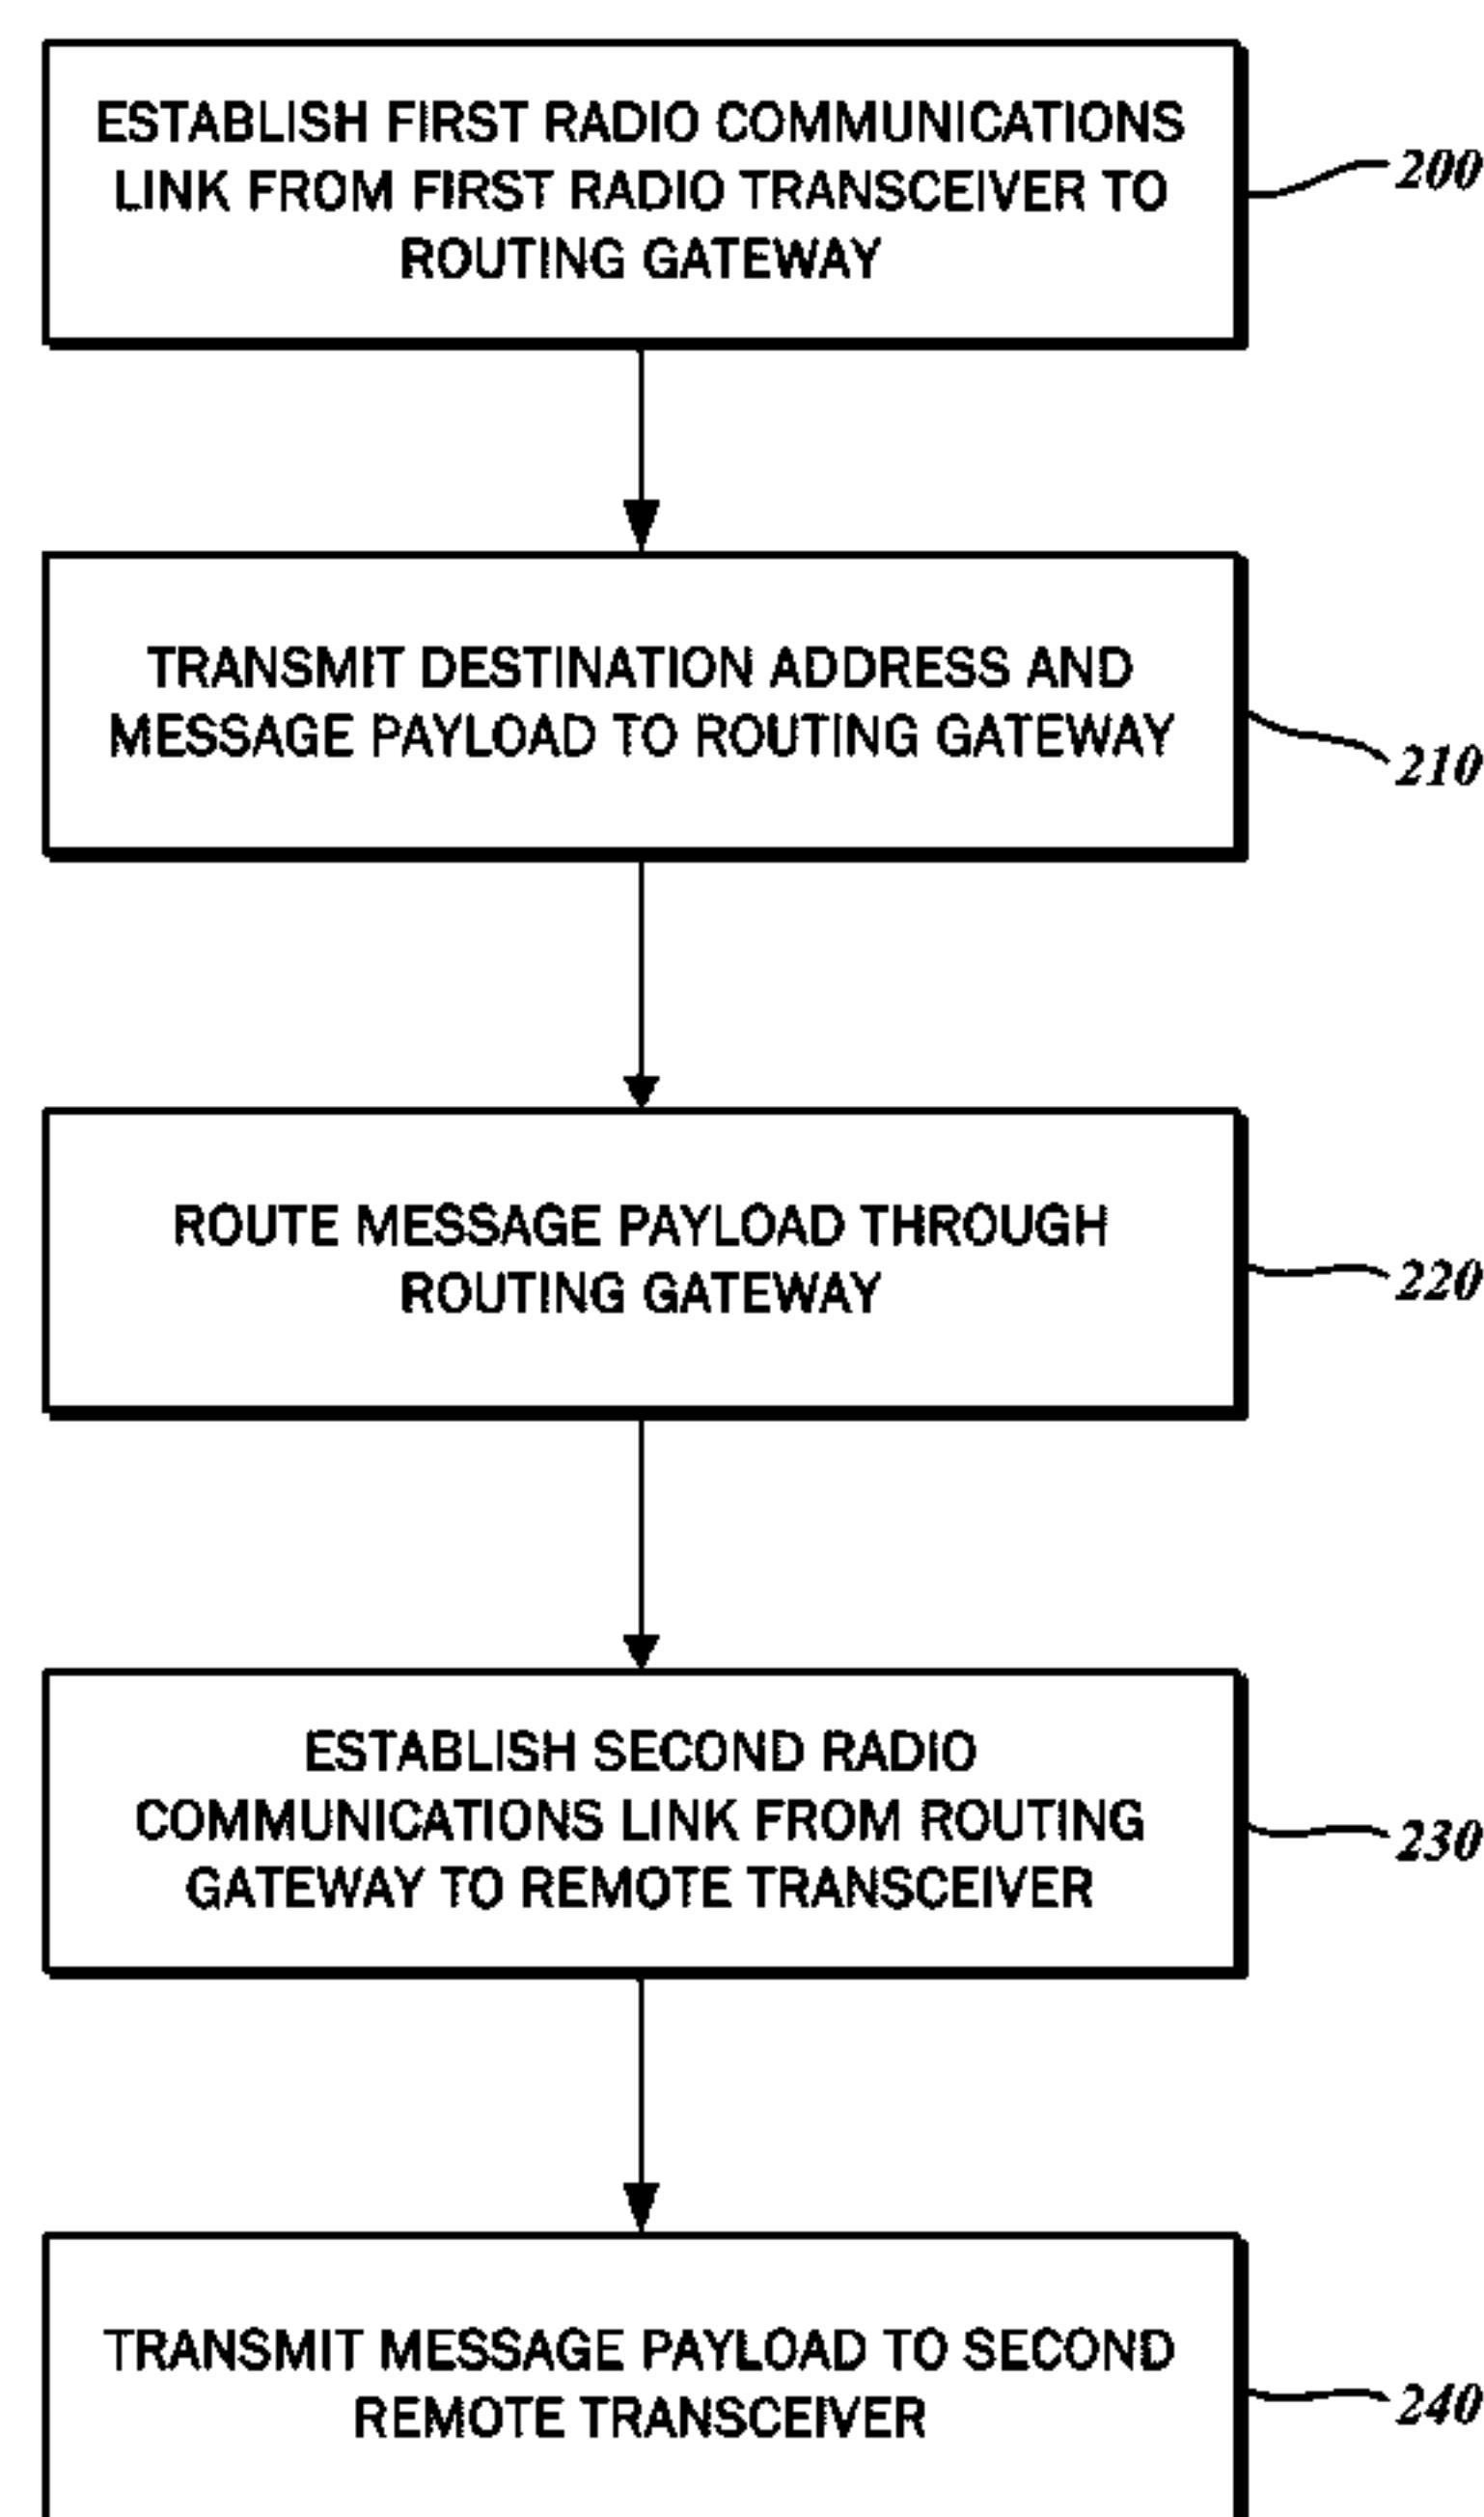 ESTABLISH FIRST RADIO COMMUNICATIONS
LINK FROM FIRST RADIO TRANSCEIVER TO
ROUTING GATEWAY
200
TRANSMIT DESTINATION ADDRESS AND
MESSAGE PAYLOAD TO ROUTING GATEWAY
210
ROUTE MESSAGE PAYLOAD THROUGH
ROUTING GATEWAY
220
ESTABLISH SECOND RADIO
COMMUNICATIONS LINK FROM ROUTING
GATEWAY TO REMOTE TRANSCEIVER
230
TRANSMIT MESSAGE PAYLOAD TO SECOND
REMOTE TRANSCEIVER
240